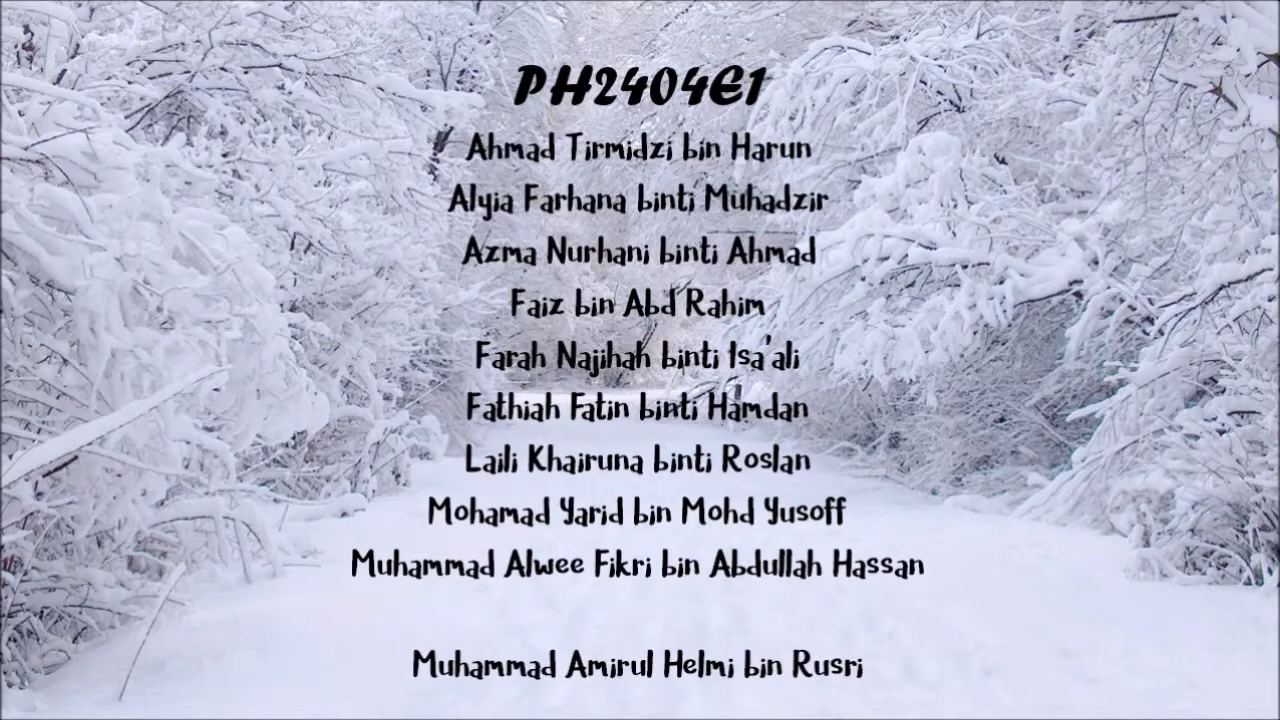 PH2404E1
Ahmad Tirmidzi bin Harun
Alyia Farhana binti Muhadzir
Azma Nurhani binti Ahmad
Faiz bin Abd Rahim
Farah Najihah binti Isa'ali
Fathiah Fatin binti Hamdan
Laili Khairuna binti Roslan
Mohamad Yarid bin Mohd Yusoff
Muhammad Alwee Fikri bin Abdullah Hassan
Muhammad Amirul Helmi bin Rusri